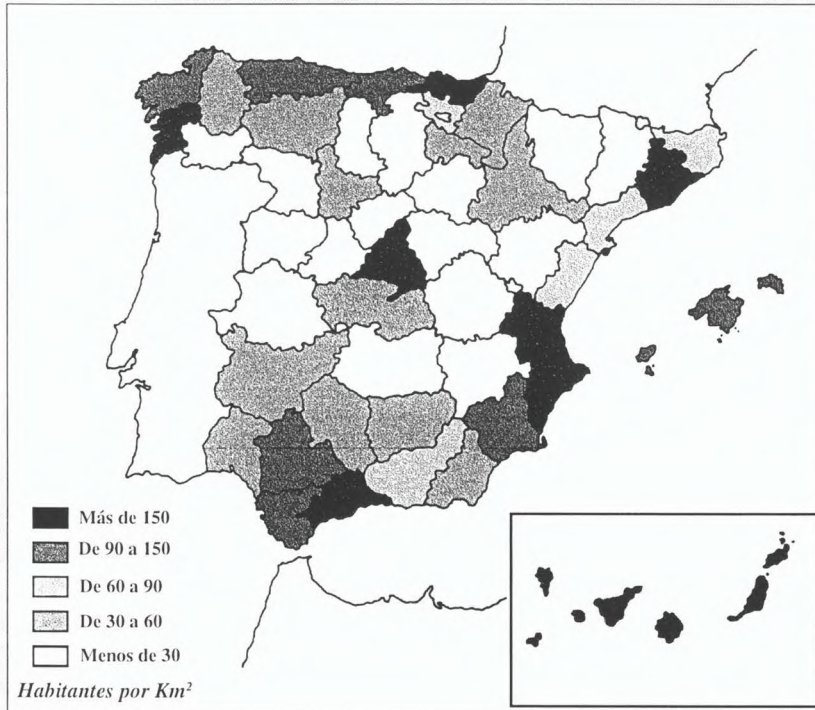 Más de 150
De 90 a 150
De 60 a 90
De 30 a 60
Menos de 30
Habitantes por Km²